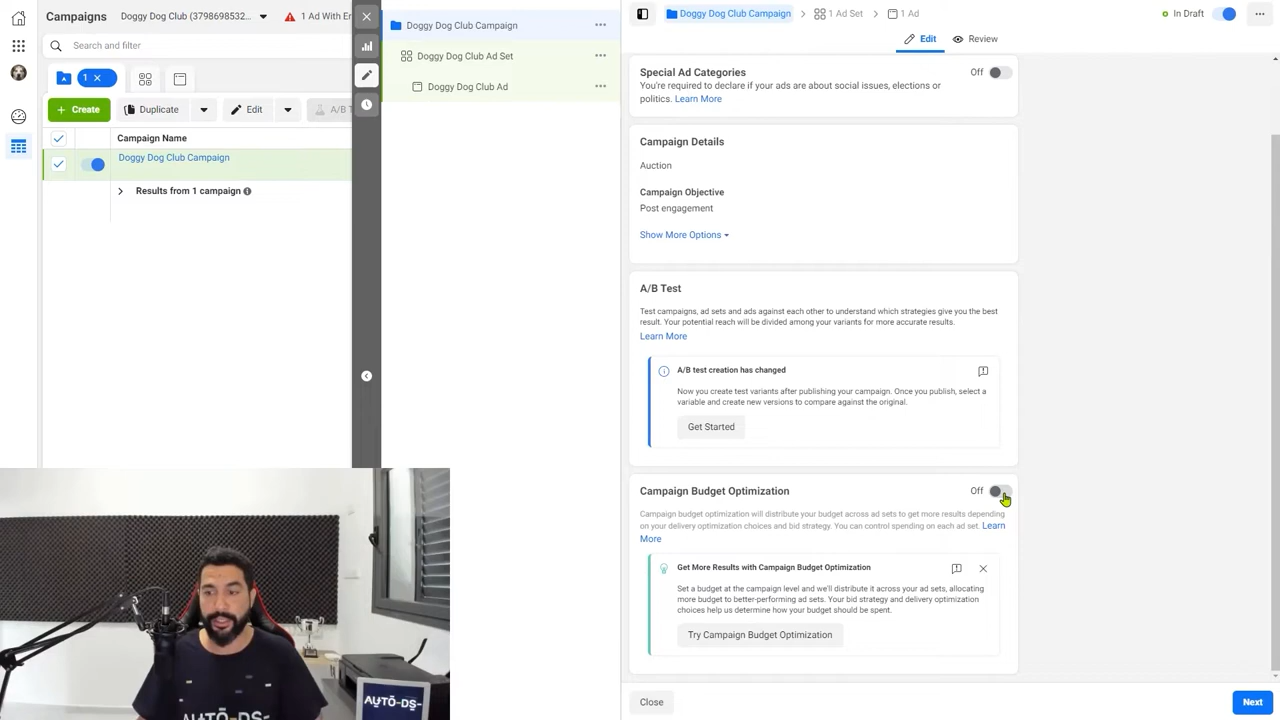 Campaigns
Doggy Dog Club (3798698532...
1 Ad With Er
Search and filter
1
Create
Duplicate
Edit
A/B T
Campaign Name
Doggy Dog Club Campaign
Results from 1 campaign
Doggy Dog Club Campaign
Doggy Dog Club Ad Set
Doggy Dog Club Ad
Doggy Dog Club Campaign
1 Ad Set
1 Ad
In Draft
Edit
Review
Special Ad Categories
Off
You're required to declare if your ads are about social issues, elections or
politics. Learn More
Campaign Details
Auction
Campaign Objective
Post engagement
Show More Options
A/B Test
Test campaigns, ad sets and ads against each other to understand which strategies give you the best
result. Your potential reach will be divided among your variants for more accurate results.
Learn More
A/B test creation has changed
Now you create test variants after publishing your campaign. Once you publish, select a
variable and create new versions to compare against the original.
Get Started
Campaign Budget Optimization
Off
Campaign budget optimization will distribute your budget across ad sets to get more results depending
on your delivery optimization choices and bid strategy. You can control spending on each ad set. Learn
More
Get More Results with Campaign Budget Optimization
Set a budget at the campaign level and we'll distribute it across your ad sets, allocating
more budget to better-performing ad sets. Your bid strategy and delivery optimization
choices help us determine how your budget should be spent.
Try Campaign Budget Optimization
Close
Next
AUTO-DS-
AUTO-DS-